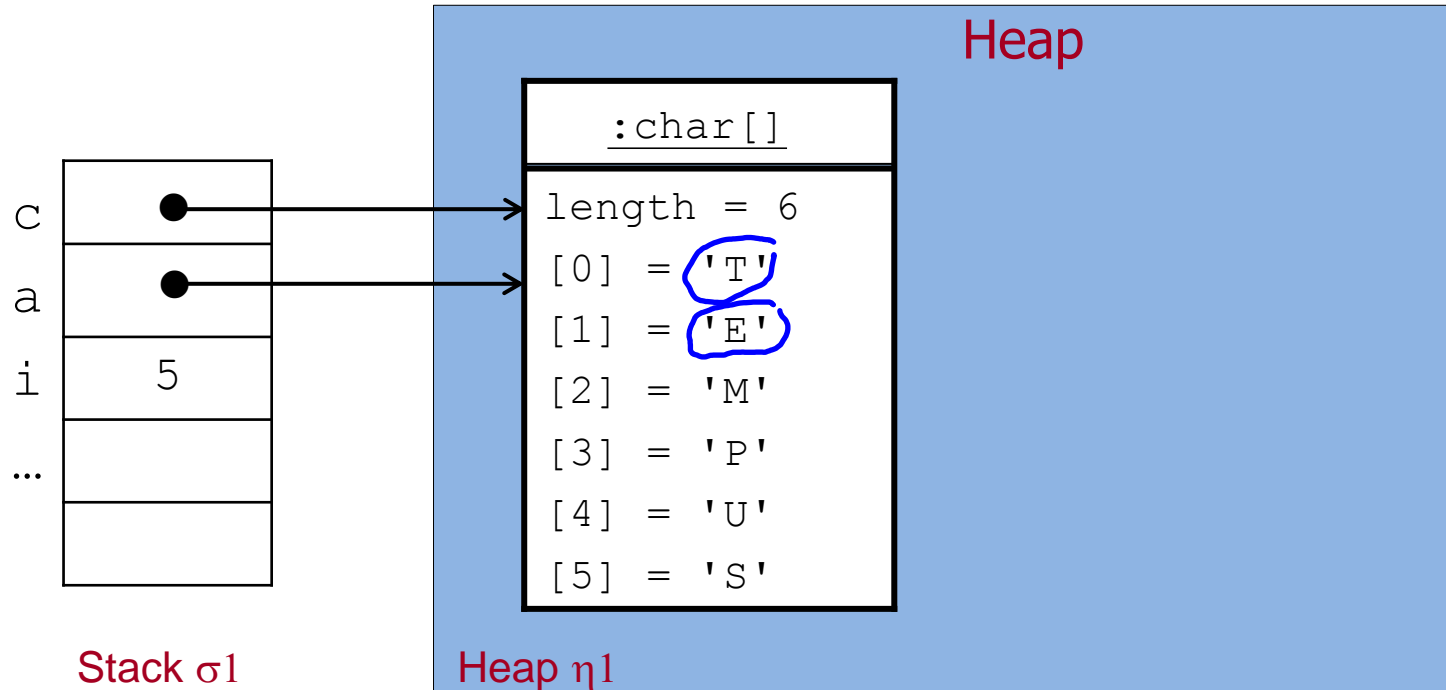 Heap
:char[]
c
length = 6
a
[0] = 'T'
[1] = 'E'
i
5
[2] = 'M'
[3] = 'P'
…
[4] = 'U'
[5] = 'S'
Stack σ1
Heap η1